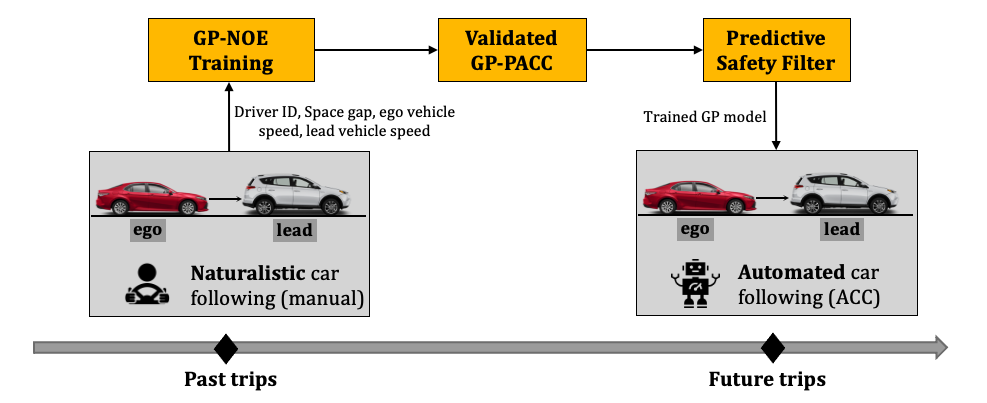 GP-NOE
Training
Validated
GP-PACC
Predictive
Safety Filter
Driver ID, Space gap, ego vehicle
speed, lead vehicle speed
Trained GP model
ego
lead
Naturalistic car
following (manual)
ego
lead
Automated car
following (ACC)
Past trips
Future trips